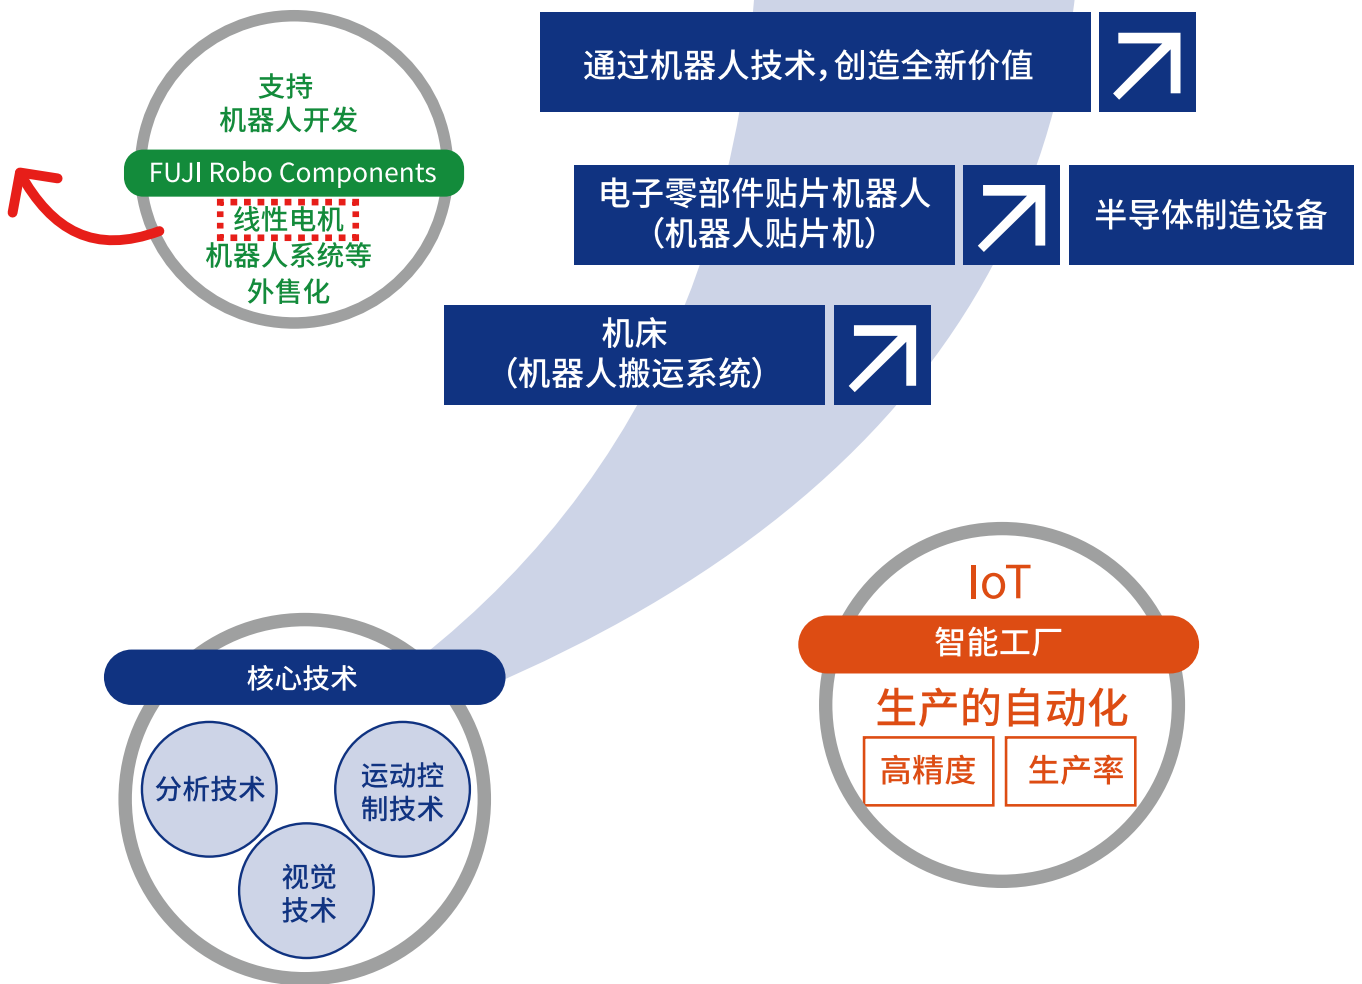 支持
机器人开发
FUJI Robo Components
线性电机
机器人系统等
外售化
通过机器人技术，创造全新价值
电子零部件贴片机器人
（机器人贴片机）
半导体制造设备
机床
（机器人搬运系统）
核心技术
分析技术
运动控
制技术
视觉
技术
IoT
智能工厂
生产的自动化
高精度
生产率